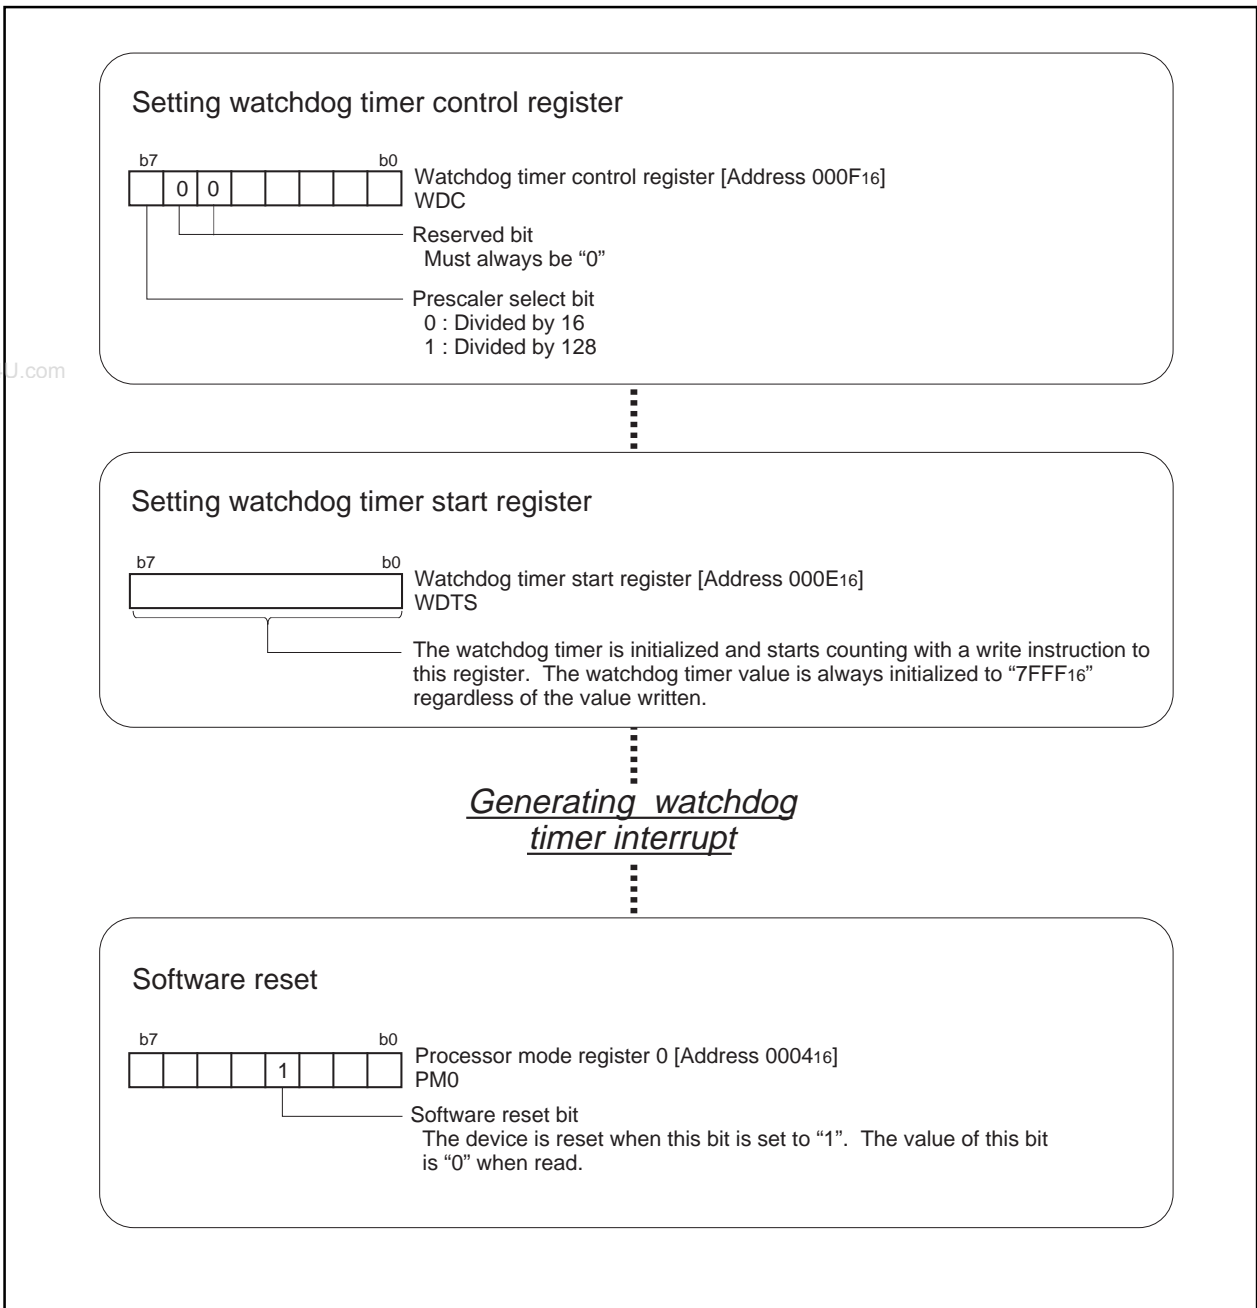 Setting watchdog timer control register
b7 b0
0 0
Watchdog timer control register [Address 000F16]
WDC
Reserved bit
Must always be “0”
Prescaler select bit
0 : Divided by 16
1 : Divided by 128
U.com
Setting watchdog timer start register
b7 b0
Watchdog timer start register [Address 000E16]
WDTS
The watchdog timer is initialized and starts counting with a write instruction to
this register. The watchdog timer value is always initialized to “7FFF16”
regardless of the value written.
Generating watchdog
timer interrupt
Software reset
b7 b0
1
Processor mode register 0 [Address 000416]
PM0
Software reset bit
The device is reset when this bit is set to “1”. The value of this bit
is “0” when read.